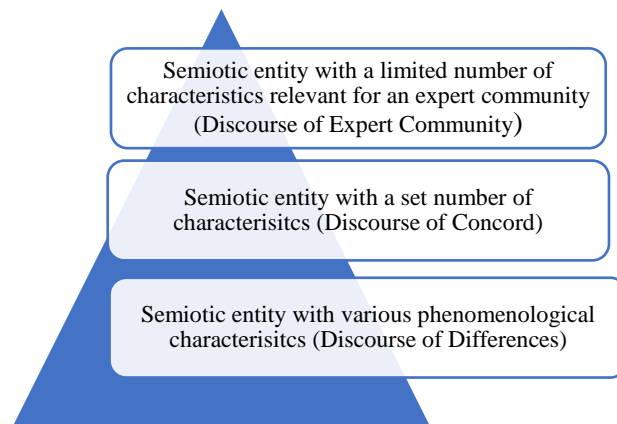 Semiotic entity with a limited number of
characteristics relevant for an expert community
(Discourse of Expert Community)
Semiotic entity with a set number of
characterisitcs (Discourse of Concord)
Semiotic entity with various phenomenological
characterisitcs (Discourse of Differences)